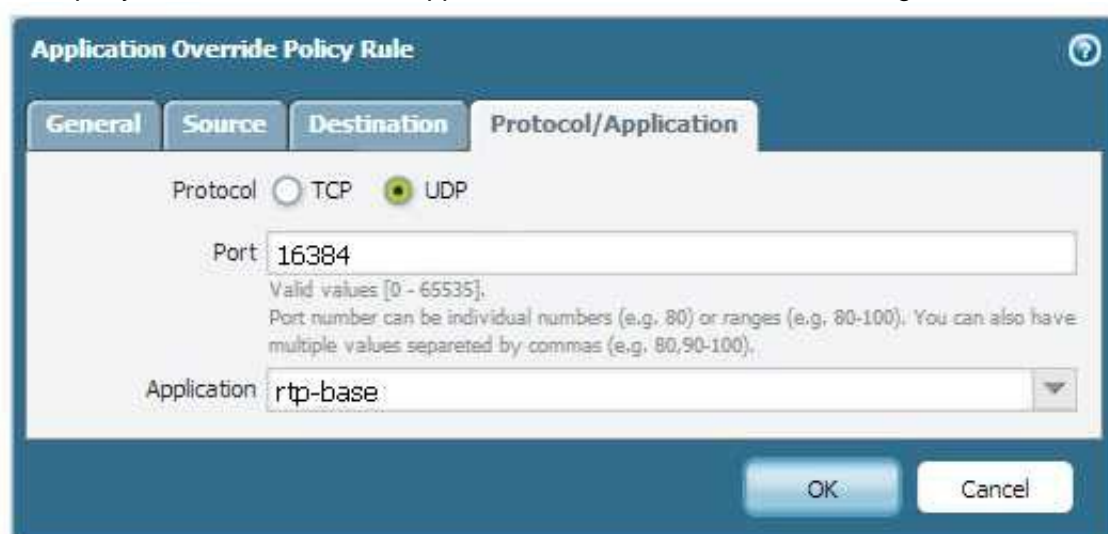 Application Override Policy Rule
General Source Destination Protocol/Application
Protocol TCP UDP
Port 16384
Valid values [0 - 65535].
Port number can be individual numbers (e.g. 80) or ranges (e.g. 80-100). You can also have
multiple values separeted by commas (e.g. 80,90-100).
Application rtp-base
OK Cancel